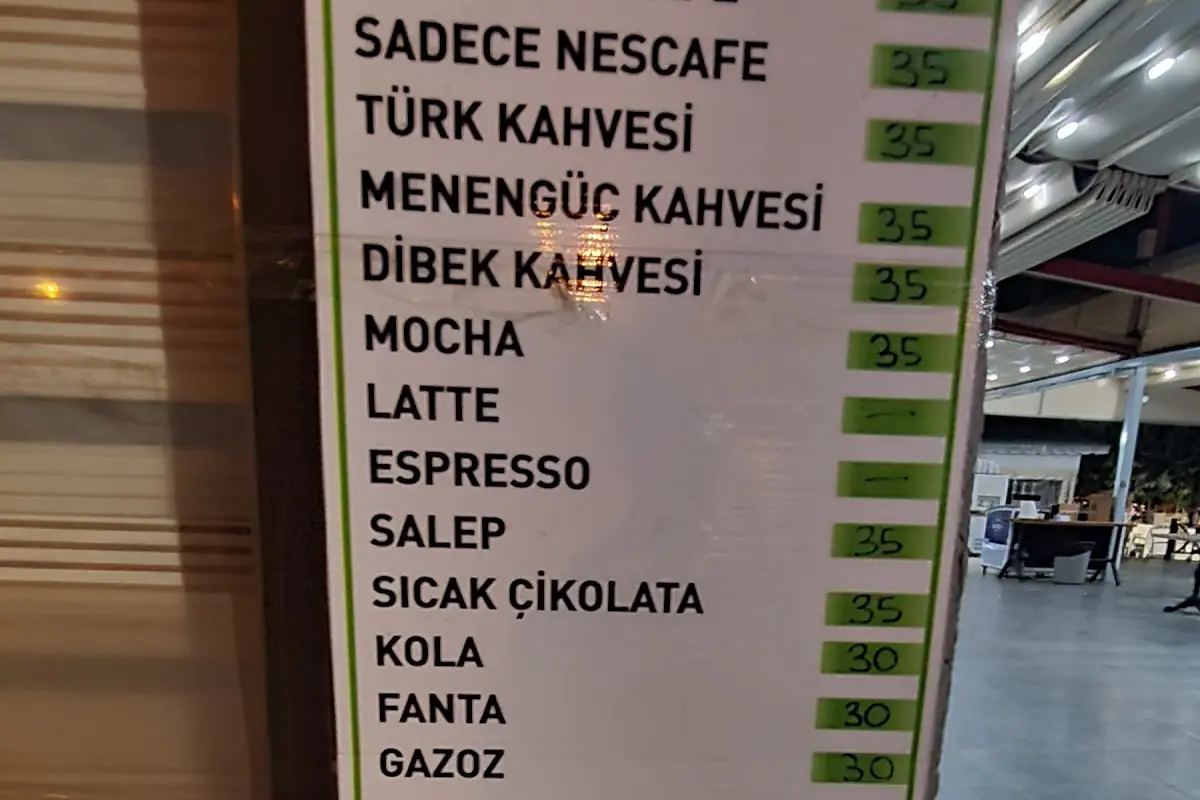 35
SADECE NESCAFE 35
TÜRK KAHVESİ 35
MENENGÜÇ KAHVESİ 35
DİBEK KAHVESİ 35
MOCHA 35
LATTE —
ESPRESSO —
SALEP 35
SICAK ÇİKOLATA 35
KOLA 30
FANTA 30
GAZOZ 30